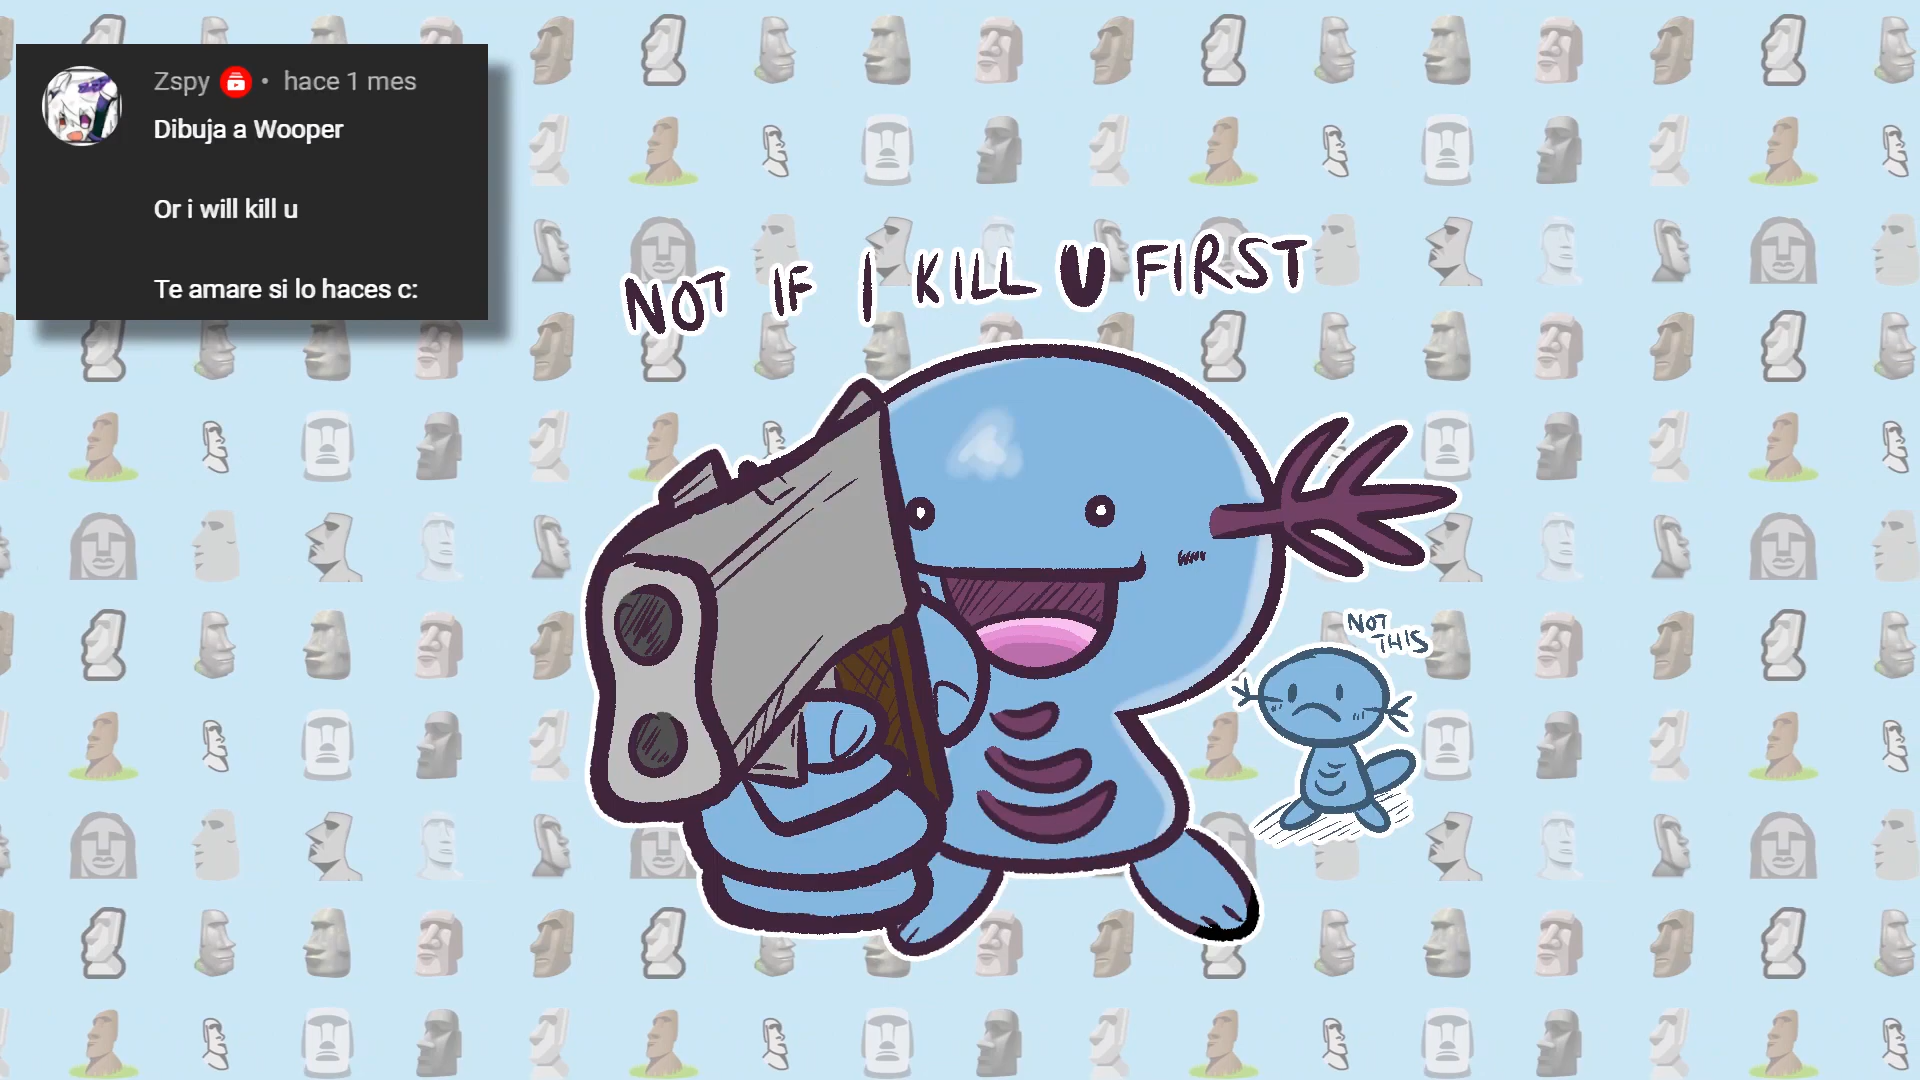 Zspy • hace 1 mes
Dibuja a Wooper
Or i will kill u
Te amare si lo haces c:
NOT IF I KILL U FIRST
NOT
THIS